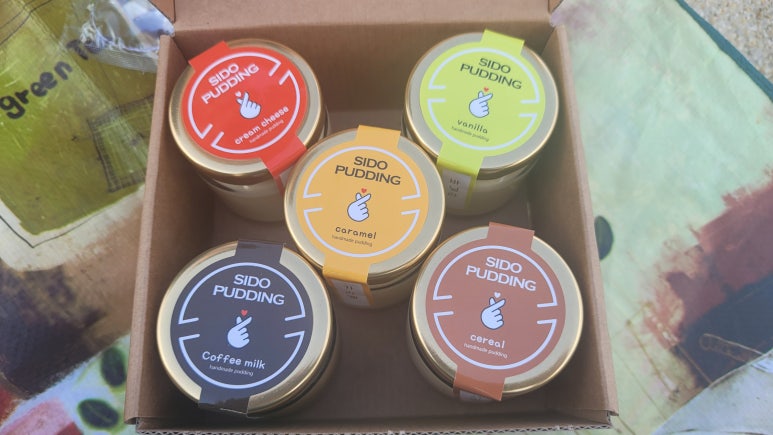 green Te
SIDO
PUDDING
cream cheese
handmade pudding
SIDO
PUDDING
vanilla
handmade pudding
SIDO
PUDDING
caramel
handmade pudding
SIDO
PUDDING
Coffee milk
handmade pudding
SIDO
PUDDING
cereal
handmade pudding